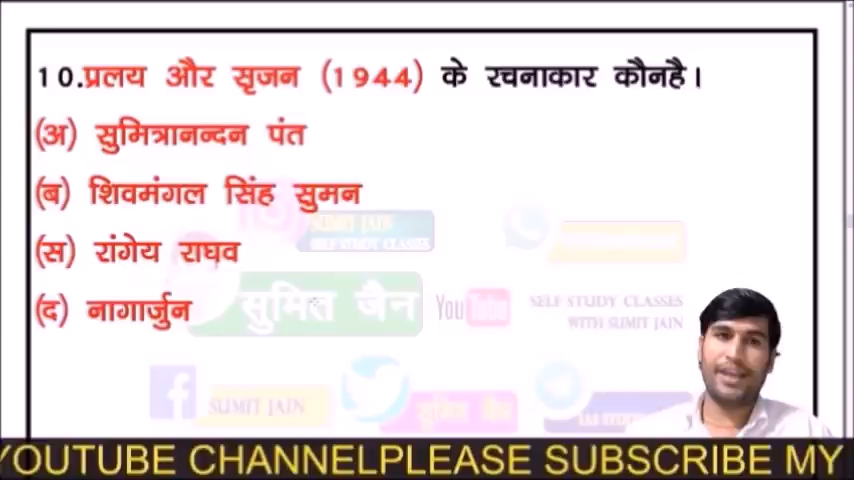 10.प्रलय और सृजन (1944) के रचनाकार कौनहै।
(अ) सुमित्रानन्दन पंत
(ब) शिवमंगल सिंह सुमन
(स) रांगेय राघव
(द) नागार्जुन
SUMIT JAIN
SELF STUDY CLASSES
सुमित जैन
YouTube
SELF STUDY CLASSES
WITH SUMIT JAIN
SUMIT JAIN
सुमित जैन
YOUTUBE CHANNELPLEASE SUBSCRIBE MY